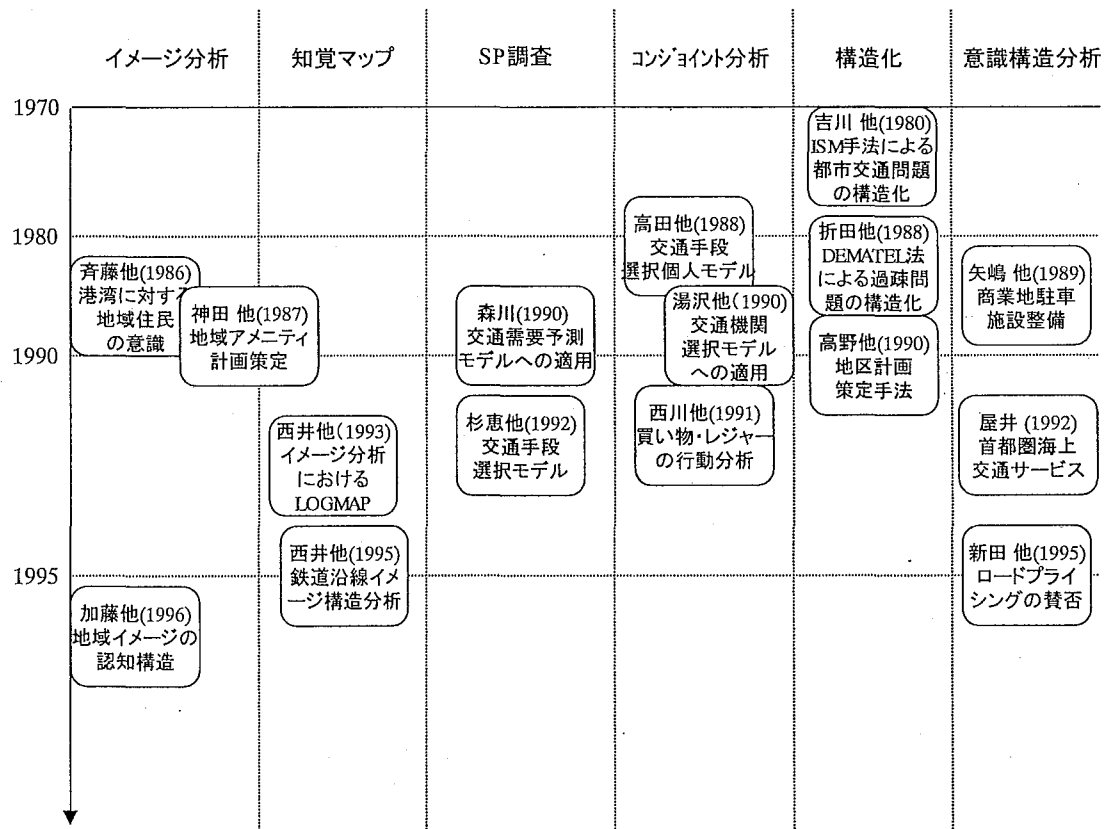 イメージ分析
知覚マップ
SP調査
コンジョイント分析
構造化
意識構造分析
1970
1980
1990
1995
斉藤他(1986)
港湾に対する
地域住民
の意識
神田 他(1987)
地域アメニティ
計画策定
加藤他(1996)
地域イメージの
認知構造
西井他(1993)
イメージ分析
における
LOGMAP
西井他(1995)
鉄道沿線イメ
ージ構造分析
森川(1990)
交通需要予測
モデルへの適用
杉恵他(1992)
交通手段
選択モデル
高田他(1988)
交通手段
選択個人モデル
湯沢他(1990)
交通機関
選択モデル
への適用
西川他(1991)
買い物・レジャー
の行動分析
吉川 他(1980)
ISM手法による
都市交通問題
の構造化
折田他(1988)
DEMATEL法
による過疎問
題の構造化
高野他(1990)
地区計画
策定手法
矢嶋 他(1989)
商業地駐車
施設整備
屋井 (1992)
首都圏海上
交通サービス
新田 他(1995)
ロードプライ
シングの賛否